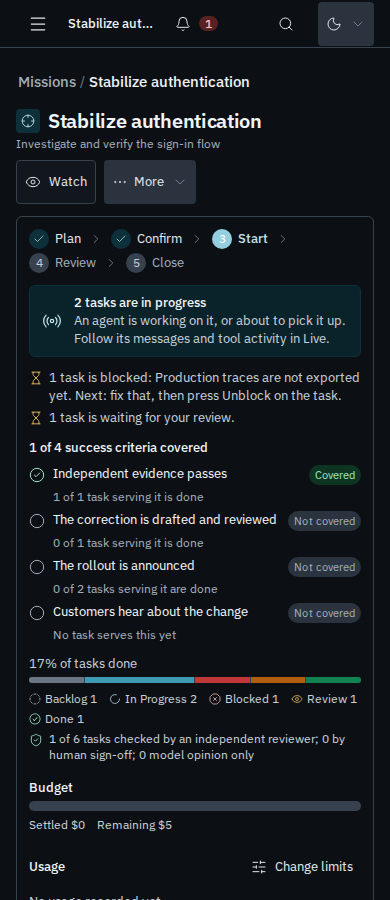 Stabilize aut... 1
Missions / Stabilize authentication
Stabilize authentication
Investigate and verify the sign-in flow
Watch
More
Plan
Confirm
3 Start
4 Review
5 Close
2 tasks are in progress
An agent is working on it, or about to pick it up.
Follow its messages and tool activity in Live.
1 task is blocked: Production traces are not exported
yet. Next: fix that, then press Unblock on the task.
1 task is waiting for your review.
1 of 4 success criteria covered
Independent evidence passes Covered
1 of 1 task serving it is done
The correction is drafted and reviewed Not covered
0 of 1 task serving it is done
The rollout is announced Not covered
0 of 2 tasks serving it are done
Customers hear about the change Not covered
No task serves this yet
17% of tasks done
Backlog 1 In Progress 2 Blocked 1 Review 1
Done 1
1 of 6 tasks checked by an independent reviewer; 0 by
human sign-off; 0 model opinion only
Budget
Settled $0 Remaining $5
Usage Change limits
No usage recorded yet